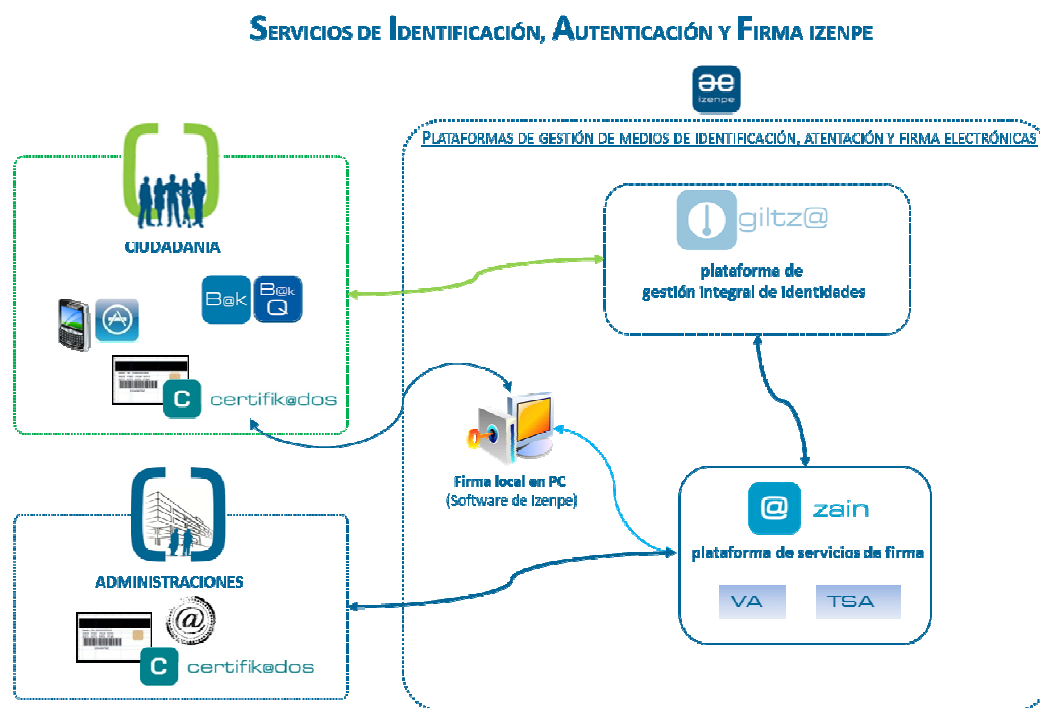 SERVICIOS DE IDENTIFICACIÓN, AUTENTICACIÓN Y FIRMA IZENPE
izenpe
PLATAFORMAS DE GESTIÓN DE MEDIOS DE IDENTIFICACIÓN, ATENTACIÓN Y FIRMA ELECTRÓNICAS
CIUDADANÍA
B@k
B@k Q
C certifik@dos
giltz@
plataforma de
gestión integral de identidades
Firma local en PC
(Software de Izenpe)
@ zain
plataforma de servicios de firma
VA
TSA
ADMINISTRACIONES
@
C certifik@dos